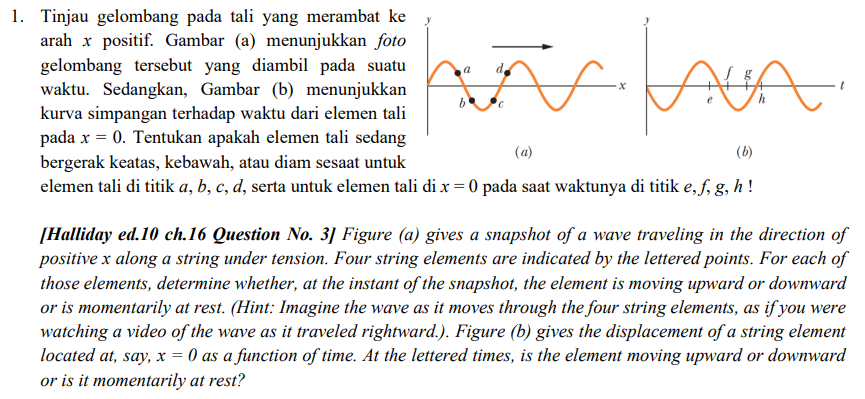 1. Tinjau gelombang pada tali yang merambat ke
arah x positif. Gambar (a) menunjukkan foto
gelombang tersebut yang diambil pada suatu
waktu. Sedangkan, Gambar (b) menunjukkan
kurva simpangan terhadap waktu dari elemen tali
pada x = 0. Tentukan apakah elemen tali sedang
bergerak keatas, kebawah, atau diam sesaat untuk
elemen tali di titik a, b, c, d, serta untuk elemen tali di x = 0 pada saat waktunya di titik e, f, g, h !
y
a
d
b
c
x
(a)
y
f
g
e
h
t
(b)
[Halliday ed.10 ch.16 Question No. 3] Figure (a) gives a snapshot of a wave traveling in the direction of
positive x along a string under tension. Four string elements are indicated by the lettered points. For each of
those elements, determine whether, at the instant of the snapshot, the element is moving upward or downward
or is momentarily at rest. (Hint: Imagine the wave as it moves through the four string elements, as if you were
watching a video of the wave as it traveled rightward.). Figure (b) gives the displacement of a string element
located at, say, x = 0 as a function of time. At the lettered times, is the element moving upward or downward
or is it momentarily at rest?